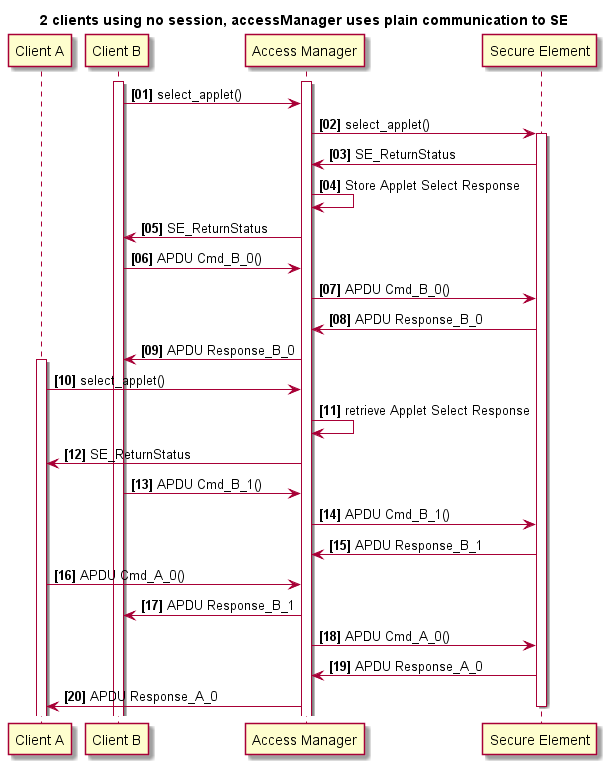 2 clients using no session, accessManager uses plain communication to SE
Client A Client B Access Manager Secure Element
[01] select_applet()
[02] select_applet()
[03] SE_ReturnStatus
[04] Store Applet Select Response
[05] SE_ReturnStatus
[06] APDU Cmd_B_0()
[07] APDU Cmd_B_0()
[08] APDU Response_B_0
[09] APDU Response_B_0
[10] select_applet()
[11] retrieve Applet Select Response
[12] SE_ReturnStatus
[13] APDU Cmd_B_1()
[14] APDU Cmd_B_1()
[15] APDU Response_B_1
[16] APDU Cmd_A_0()
[17] APDU Response_B_1
[18] APDU Cmd_A_0()
[19] APDU Response_A_0
[20] APDU Response_A_0
Client A Client B Access Manager Secure Element